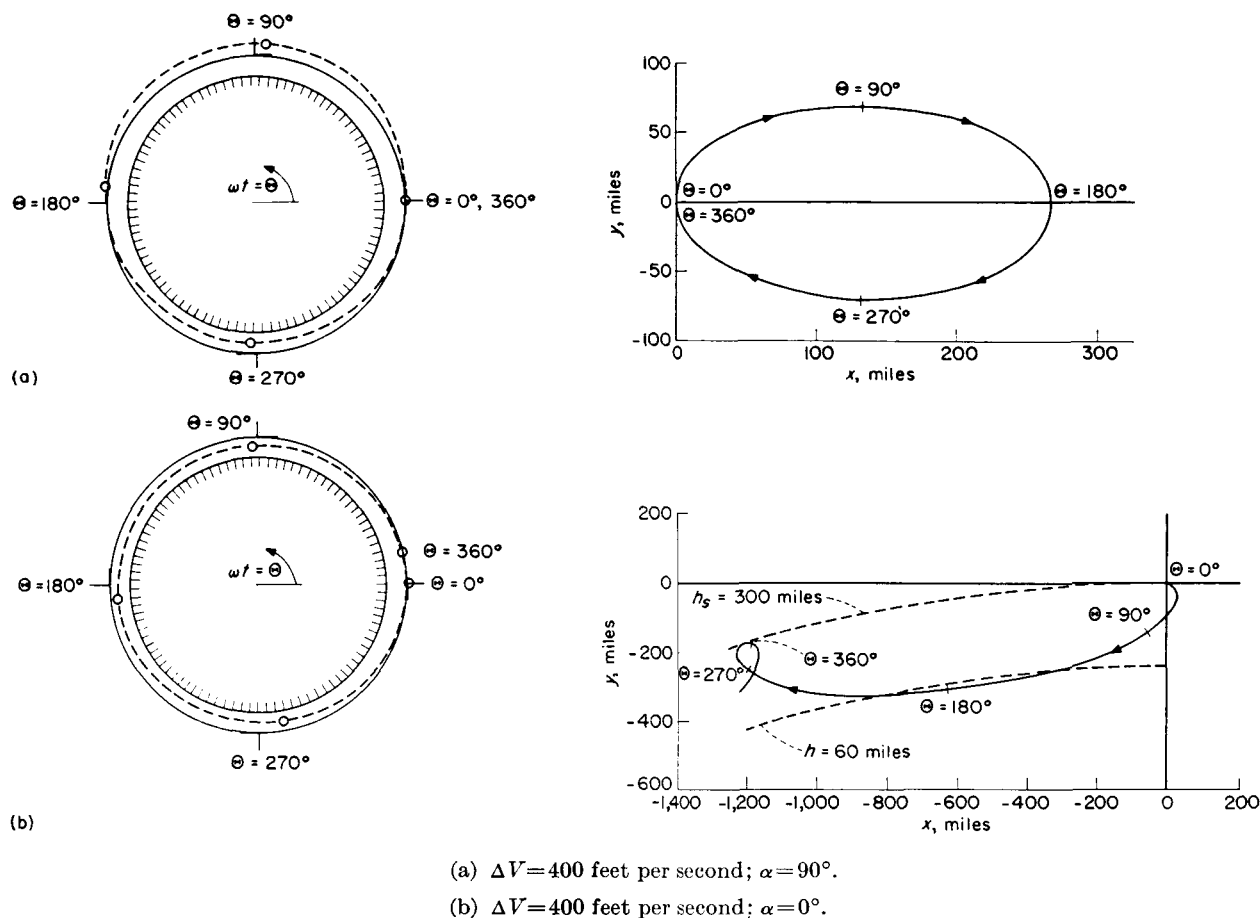 Θ = 90°
Θ = 180°
ωt = Θ
Θ = 0°, 360°
Θ = 270°
(a)
100
50
0
-50
-100
y, miles
Θ = 90°
Θ = 0°
Θ = 360°
Θ = 180°
Θ = 270°
0
100
200
300
x, miles
Θ = 90°
Θ = 180°
ωt = Θ
Θ = 360°
Θ = 0°
Θ = 270°
(b)
200
0
-200
-400
-600
y, miles
Θ = 0°
hs = 300 miles
Θ = 90°
Θ = 360°
Θ = 270°
Θ = 180°
h = 60 miles
-1,400
-1,200
-1,000
-800
-600
-400
-200
0
200
x, miles
(a) ΔV=400 feet per second; α=90°.
(b) ΔV=400 feet per second; α=0°.